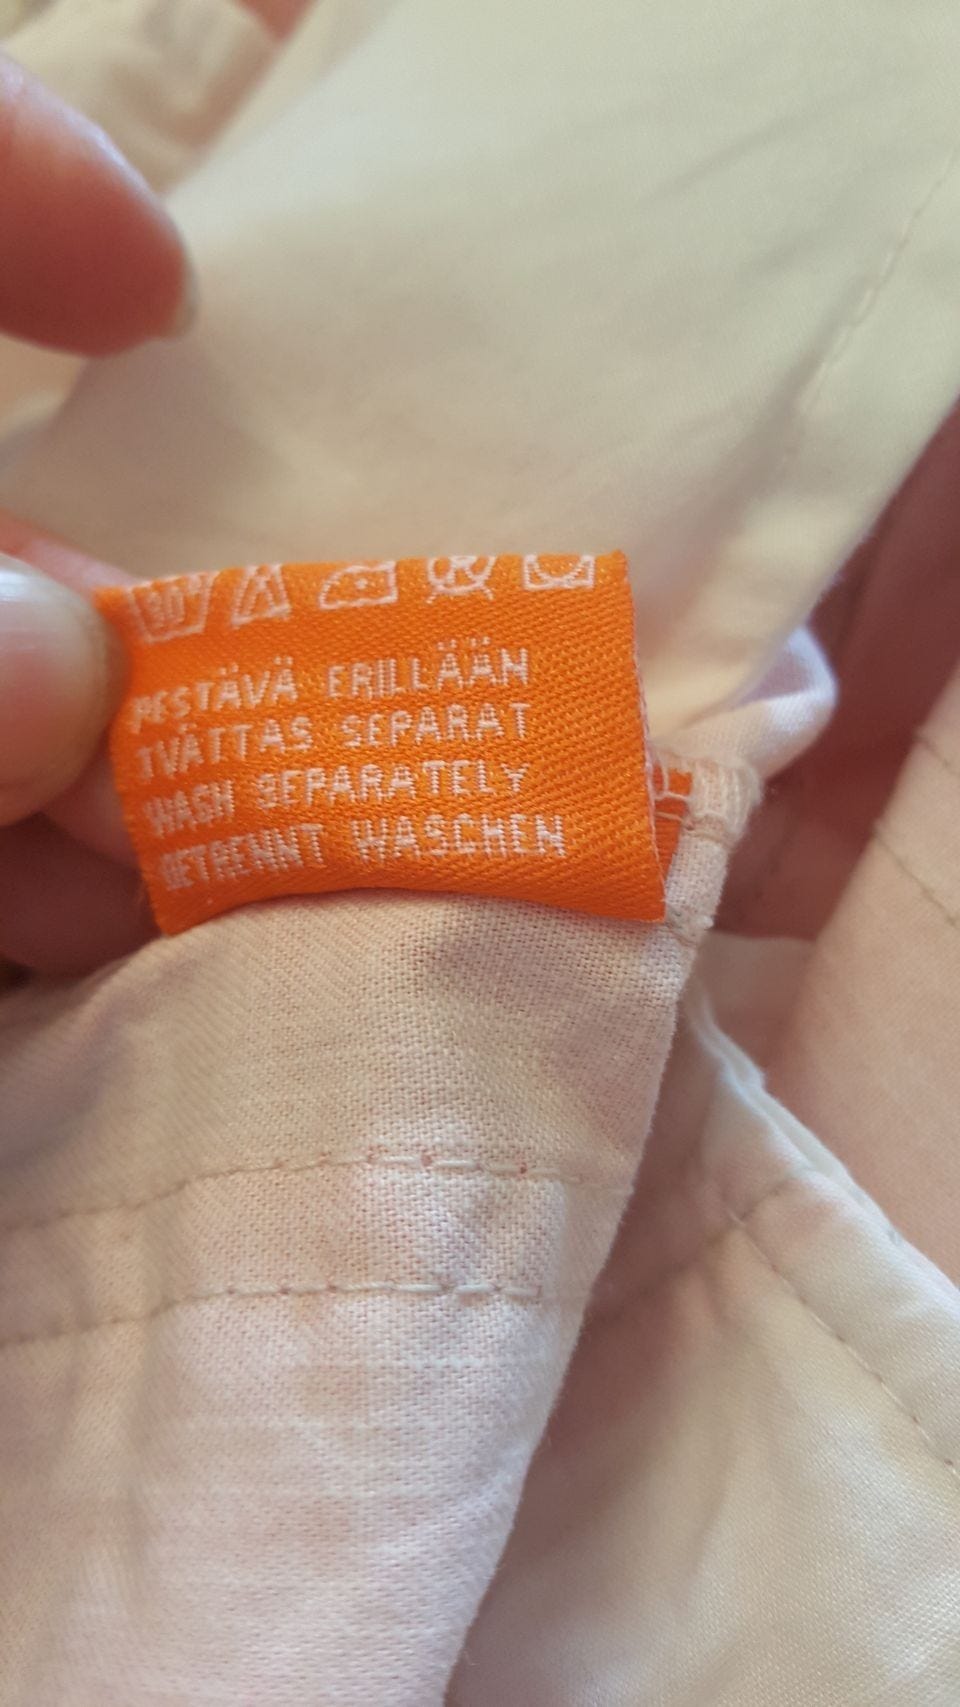 PESTÄVÄ ERILLÄÄN
TVÄTTAS SEPARAT
WASH SEPARATELY
GETRENNT WASCHEN